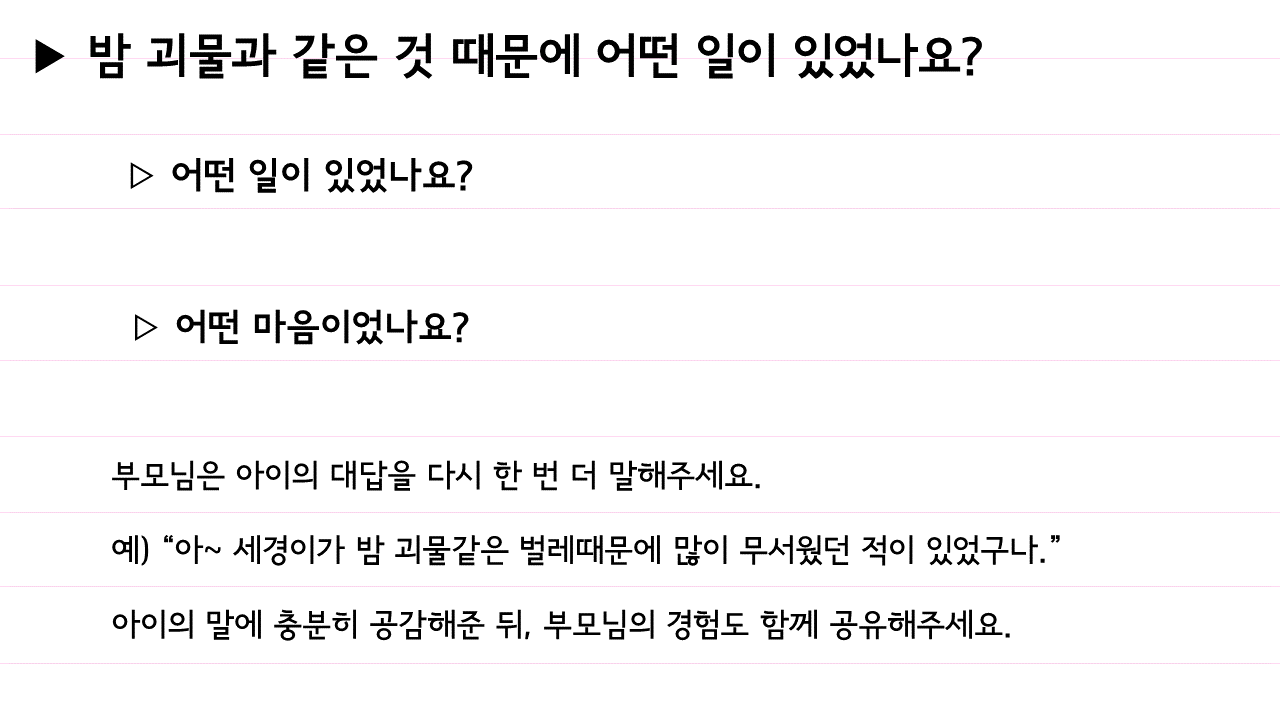 ▶ 밤 괴물과 같은 것 때문에 어떤 일이 있었나요?
▷ 어떤 일이 있었나요?
▷ 어떤 마음이었나요?
부모님은 아이의 대답을 다시 한 번 더 말해주세요.
예) “아~ 세경이가 밤 괴물같은 벌레때문에 많이 무서웠던 적이 있었구나.”
아이의 말에 충분히 공감해준 뒤, 부모님의 경험도 함께 공유해주세요.